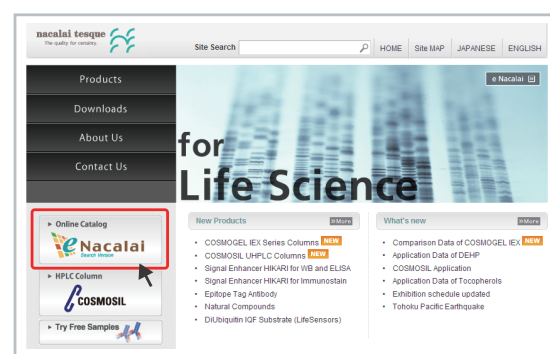 nacalai tesque
The quality for certainty.
Site Search
HOME
Site MAP
JAPANESE
ENGLISH
Products
Downloads
About Us
Contact Us
e Nacalai
for
Life Science
Online Catalog
eNacalai
Search Version
HPLC Column
COSMOSIL
Try Free Samples
New Products
»More
COSMOGEL IEX Series Columns NEW
COSMOSIL UHPLC Columns NEW
Signal Enhancer HIKARI for WB and ELISA
Signal Enhancer HIKARI for Immunostain
Epitope Tag Antibody
Natural Compounds
DiUbiquitin IQF Substrate (LifeSensors)
What's new
»More
Comparison Data of COSMOGEL IEX NEW
Application Data of DEHP
COSMOSIL Application
Application Data of Tocopherols
Exhibition schedule updated
Tohoku Pacific Earthquake